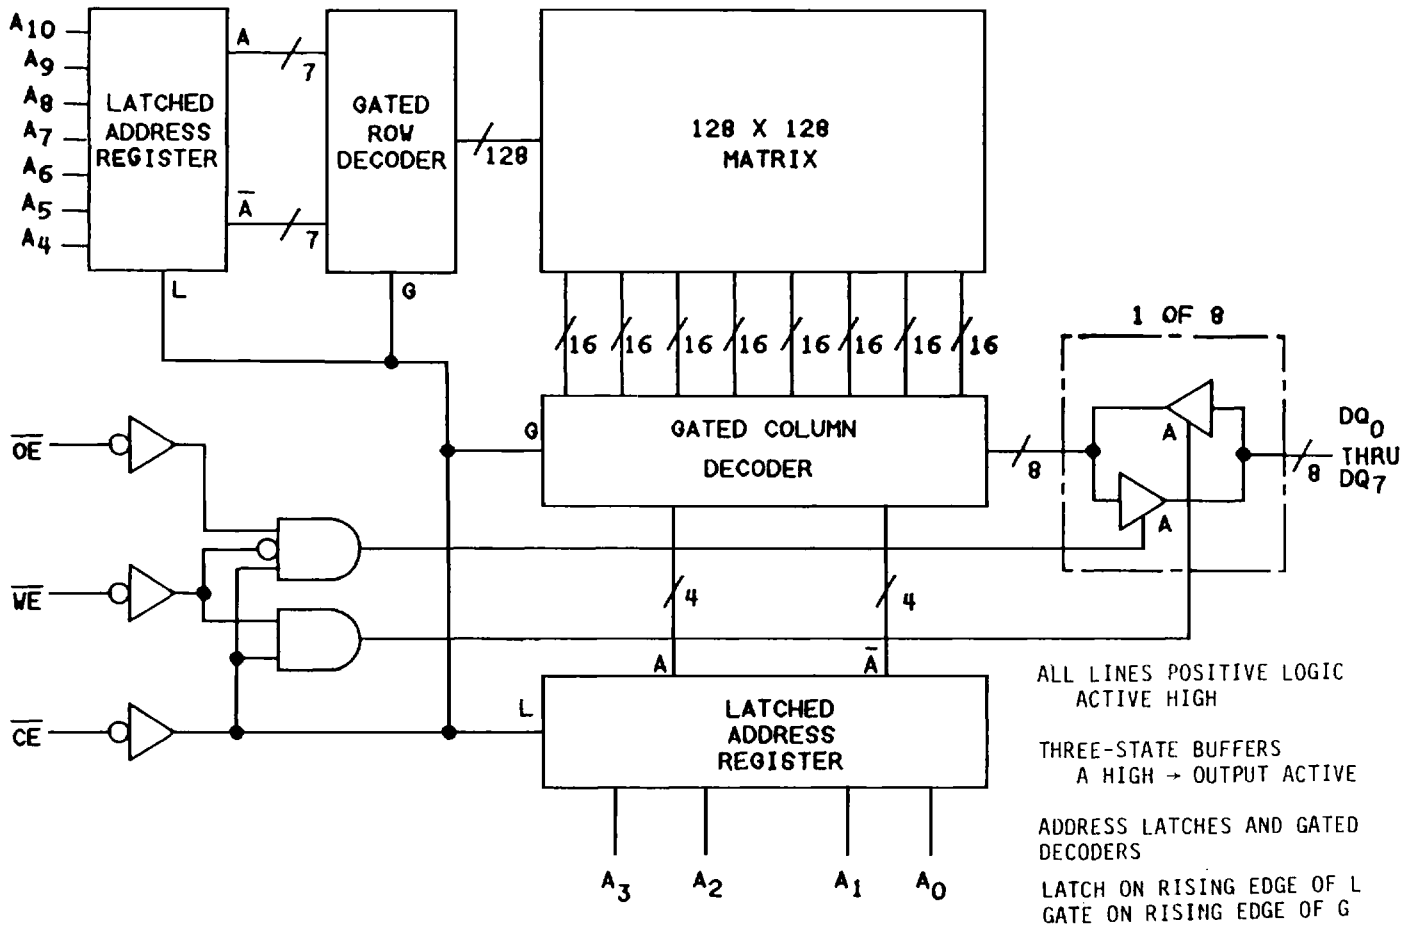 A10
A9
A8
A7
A6
A5
A4
LATCHED
ADDRESS
REGISTER
A
7
A̅
7
L
GATED
ROW
DECODER
G
128
128 X 128
MATRIX
16 16 16 16 16 16 16 16
1 OF 8
G
GATED COLUMN
DECODER
8
A
A
8
DQ0
THRU
DQ7
O̅E̅
W̅E̅
C̅E̅
4
4
A
A̅
L
LATCHED
ADDRESS
REGISTER
A3 A2 A1 A0
ALL LINES POSITIVE LOGIC
ACTIVE HIGH
THREE-STATE BUFFERS
A HIGH → OUTPUT ACTIVE
ADDRESS LATCHES AND GATED
DECODERS
LATCH ON RISING EDGE OF L
GATE ON RISING EDGE OF G